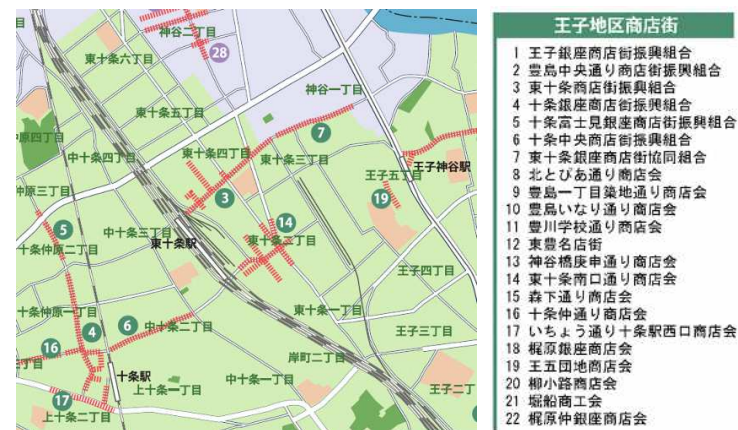 神谷二丁目
28
東十条六丁目
神谷一丁目
東十条五丁目
7
中十条四丁目
東十条四丁目
東十条三丁目
王子神谷駅
王子五丁目
3
19
5
14
中十条三丁目
東十条駅
東十条二丁目
十条仲原二丁目
王子四丁目
十条仲原一丁目
東十条一丁目
4
6
中十条二丁目
王子三丁目
16
岸町二丁目
十条駅
中十条一丁目
上十条一丁目
王子二丁
17
上十条二丁目
王子地区商店街
1 王子銀座商店街振興組合
2 豊島中央通り商店街振興組合
3 東十条商店街振興組合
4 十条銀座商店街振興組合
5 十条富士見銀座商店街振興組合
6 十条中央商店街振興組合
7 東十条銀座商店街協同組合
8 北とぴあ通り商店会
9 豊島一丁目築地通り商店会
10 豊島いなり通り商店会
11 豊川学校通り商店会
12 東豊名店街
13 神谷橋庚申通り商店会
14 東十条南口通り商店会
15 森下通り商店会
16 十条仲通り商店会
17 いちょう通り十条駅西口商店会
18 梶原銀座商店会
19 王五団地商店会
20 柳小路商店会
21 堀船商工会
22 梶原仲銀座商店会